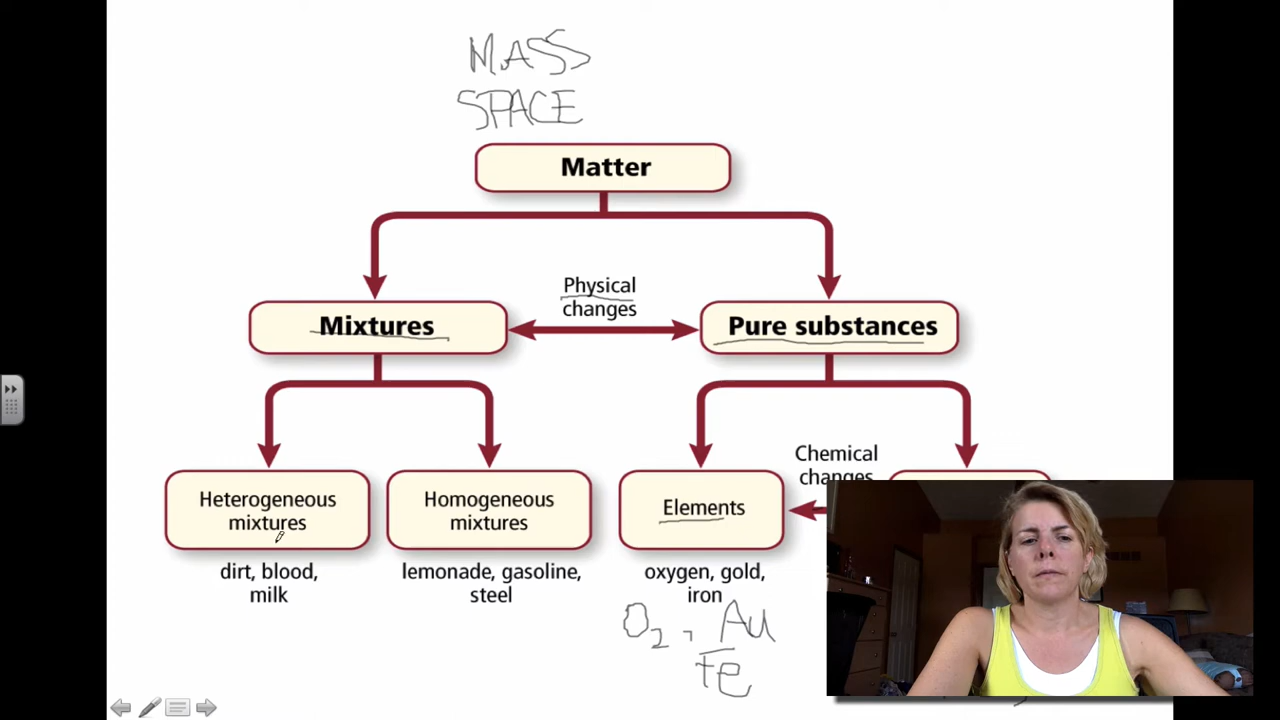 MASS
SPACE
Matter
Physical
changes
Mixtures
Pure substances
Chemical
changes
Heterogeneous
mixtures
Homogeneous
mixtures
Elements
dirt, blood,
milk
lemonade, gasoline,
steel
oxygen, gold,
iron
O2, Au
Fe